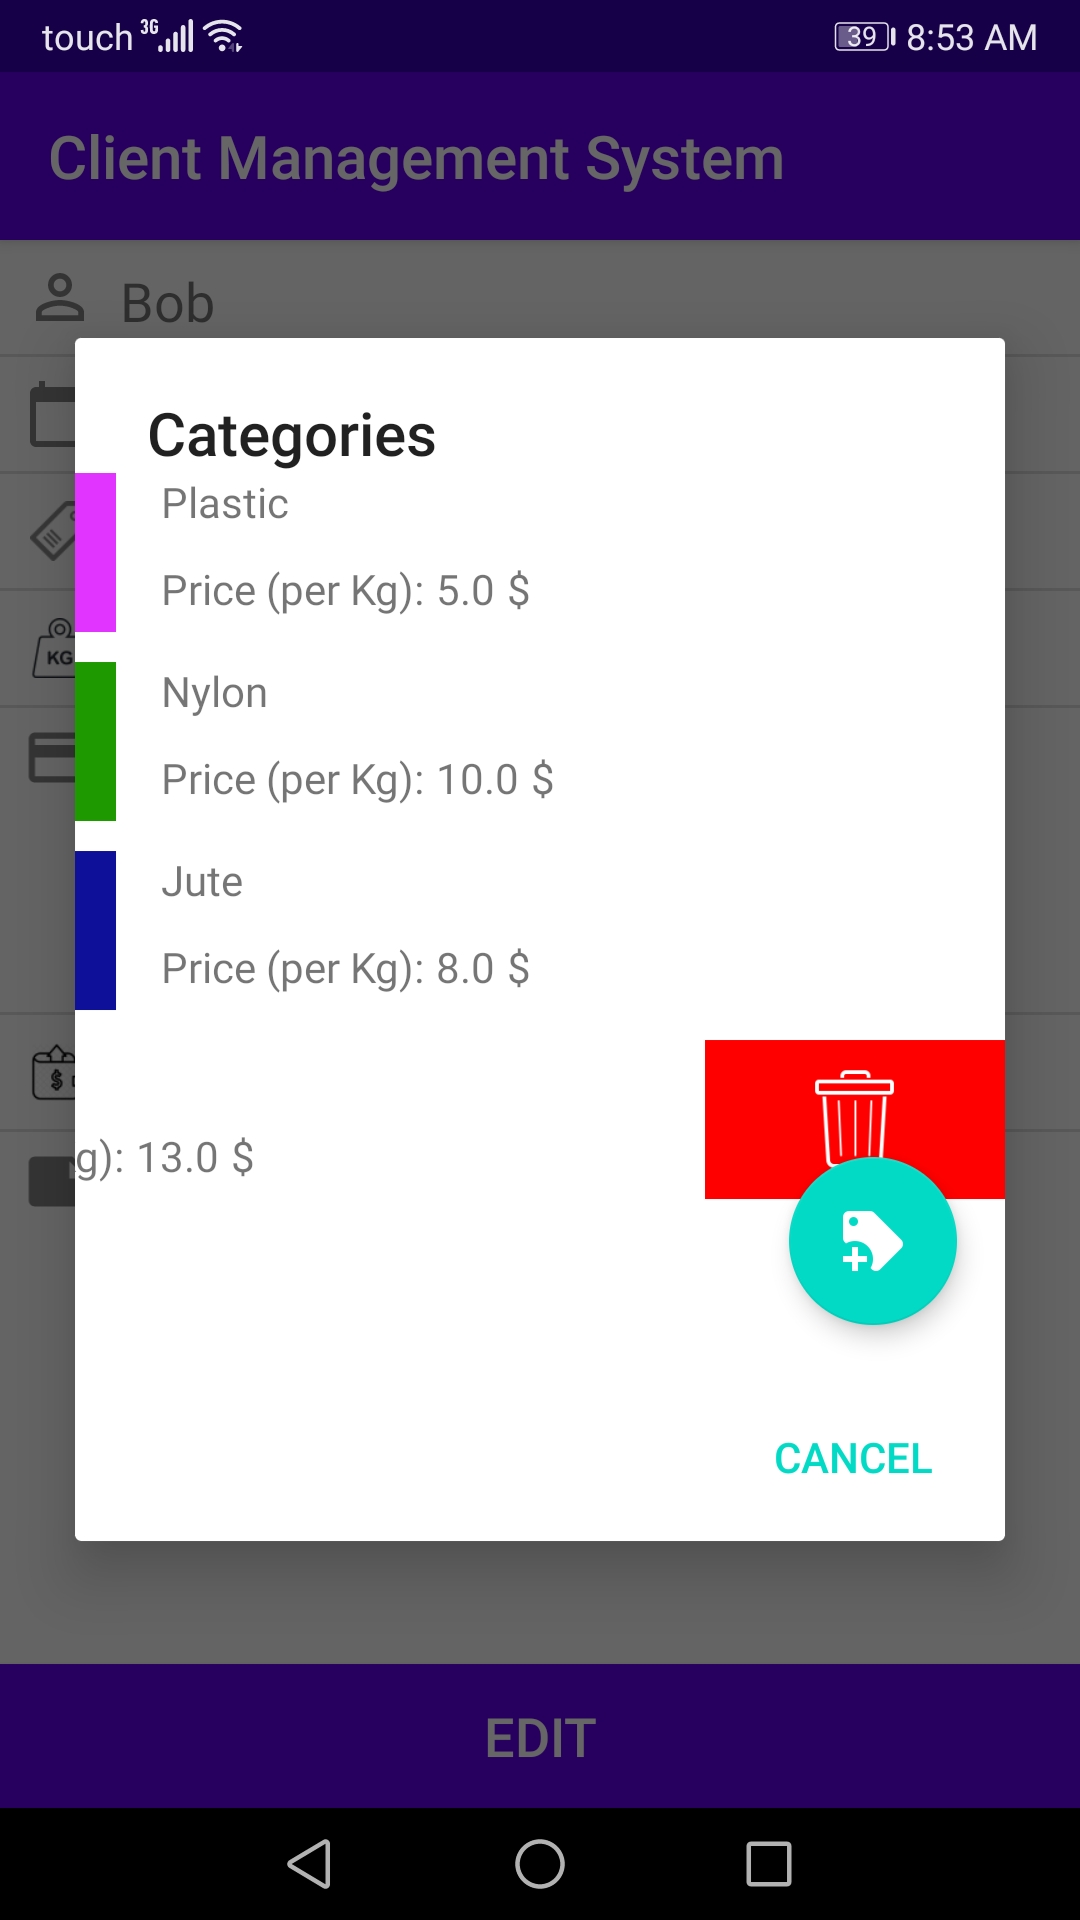 touch 3G 39 8:53 AM
Client Management System
Bob
Categories
Plastic
Price (per Kg): 5.0 $
Nylon
Price (per Kg): 10.0 $
KG
Jute
Price (per Kg): 8.0 $
$
g): 13.0 $
CANCEL
EDIT